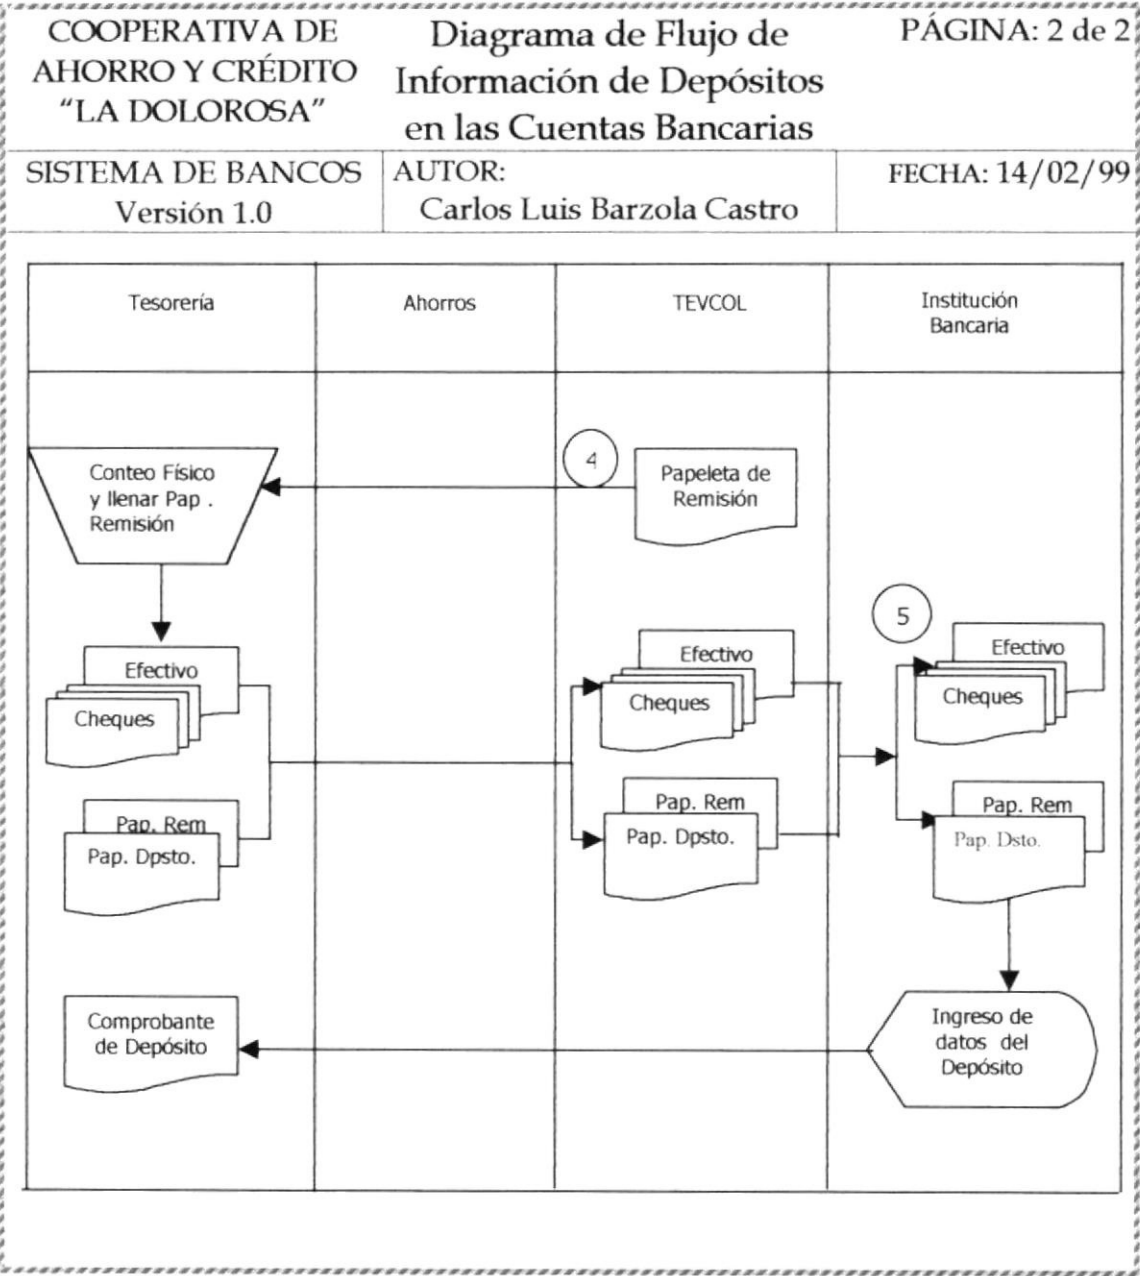 COOPERATIVA DE
AHORRO Y CRÉDITO
“LA DOLOROSA”
Diagrama de Flujo de
Información de Depósitos
en las Cuentas Bancarias
PÁGINA: 2 de 2
SISTEMA DE BANCOS
Versión 1.0
AUTOR:
Carlos Luis Barzola Castro
FECHA: 14/02/99
Tesorería
Ahorros
TEVCOL
Institución
Bancaria
Conteo Físico
y llenar Pap .
Remisión
4
Papeleta de
Remisión
5
Efectivo
Cheques
Efectivo
Cheques
Efectivo
Cheques
Pap. Rem
Pap. Dpsto.
Pap. Rem
Pap. Dpsto.
Pap. Rem
Pap. Dsto.
Comprobante
de Depósito
Ingreso de
datos del
Depósito